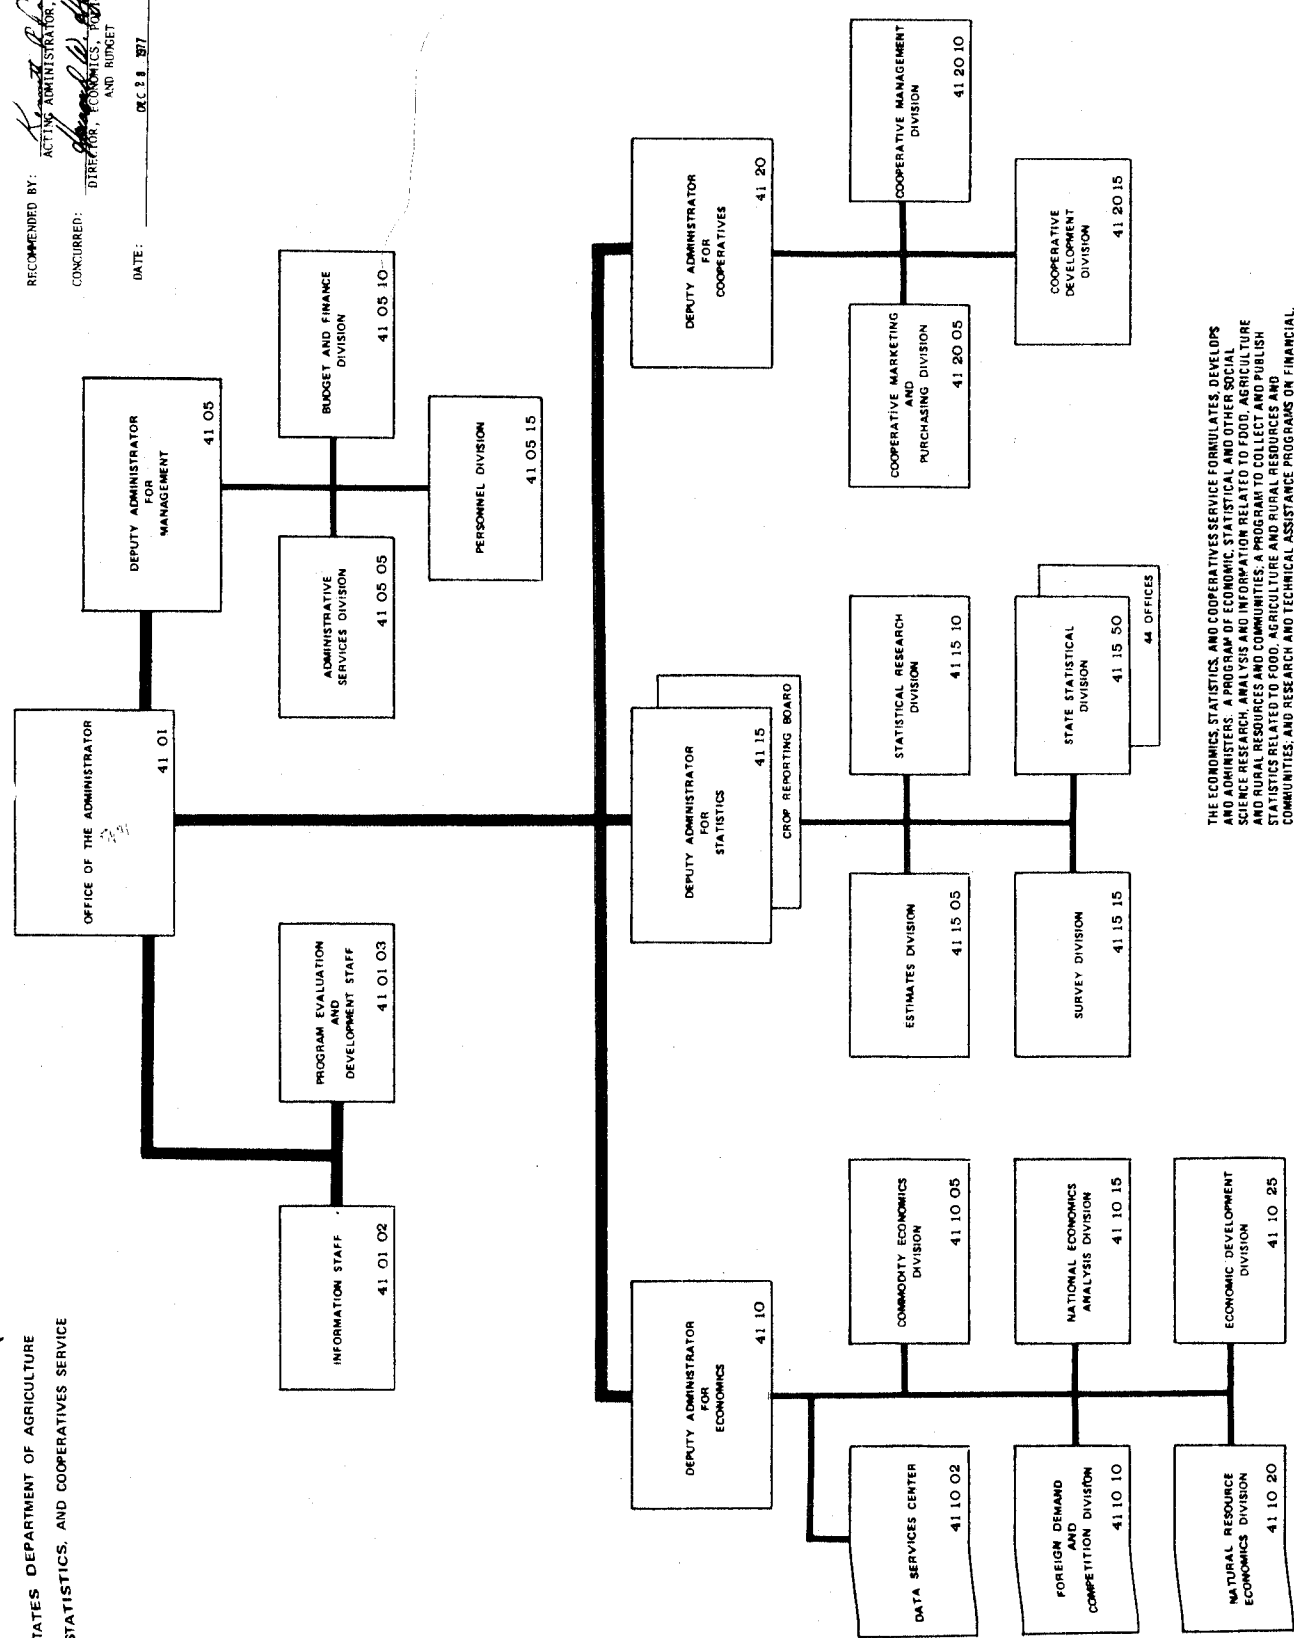 TATES DEPARTMENT OF AGRICULTURE
STATISTICS, AND COOPERATIVES SERVICE
RECOMMENDED BY:
ACTING ADMINISTRATOR,
CONCURRED:
DIRECTOR, ECONOMICS,
AND BUDGET
DATE:
DEC 28 1977
OFFICE OF THE ADMINISTRATOR
41 01
INFORMATION STAFF
41 01 02
PROGRAM EVALUATION
AND
DEVELOPMENT STAFF
41 01 03
DEPUTY ADMINISTRATOR
FOR
MANAGEMENT
41 05
ADMINISTRATIVE
SERVICES DIVISION
41 05 05
BUDGET AND FINANCE
DIVISION
41 05 10
PERSONNEL DIVISION
41 05 15
DEPUTY ADMINISTRATOR
FOR
ECONOMICS
41 10
DATA SERVICES CENTER
41 10 02
COMMODITY ECONOMICS
DIVISION
41 10 05
FOREIGN DEMAND
AND
COMPETITION DIVISION
41 10 10
NATIONAL ECONOMICS
ANALYSIS DIVISION
41 10 15
NATURAL RESOURCE
ECONOMICS DIVISION
41 10 20
ECONOMIC DEVELOPMENT
DIVISION
41 10 25
DEPUTY ADMINISTRATOR
FOR
STATISTICS
41 15
CROP REPORTING BOARD
ESTIMATES DIVISION
41 15 05
STATISTICAL RESEARCH
DIVISION
41 15 10
SURVEY DIVISION
41 15 15
STATE STATISTICAL
DIVISION
41 15 50
44 OFFICES
DEPUTY ADMINISTRATOR
FOR
COOPERATIVES
41 20
COOPERATIVE MARKETING
AND
PURCHASING DIVISION
41 20 05
COOPERATIVE MANAGEMENT
DIVISION
41 20 10
COOPERATIVE
DEVELOPMENT
DIVISION
41 20 15
THE ECONOMICS, STATISTICS, AND COOPERATIVES SERVICE FORMULATES, DEVELOPS
AND ADMINISTERS: A PROGRAM OF ECONOMIC, STATISTICAL AND OTHER SOCIAL
SCIENCE RESEARCH, ANALYSIS AND INFORMATION RELATED TO FOOD, AGRICULTURE
AND RURAL RESOURCES AND COMMUNITIES; A PROGRAM TO COLLECT AND PUBLISH
STATISTICS RELATED TO FOOD, AGRICULTURE AND RURAL RESOURCES AND
COMMUNITIES; AND RESEARCH AND TECHNICAL ASSISTANCE PROGRAMS ON FINANCIAL,